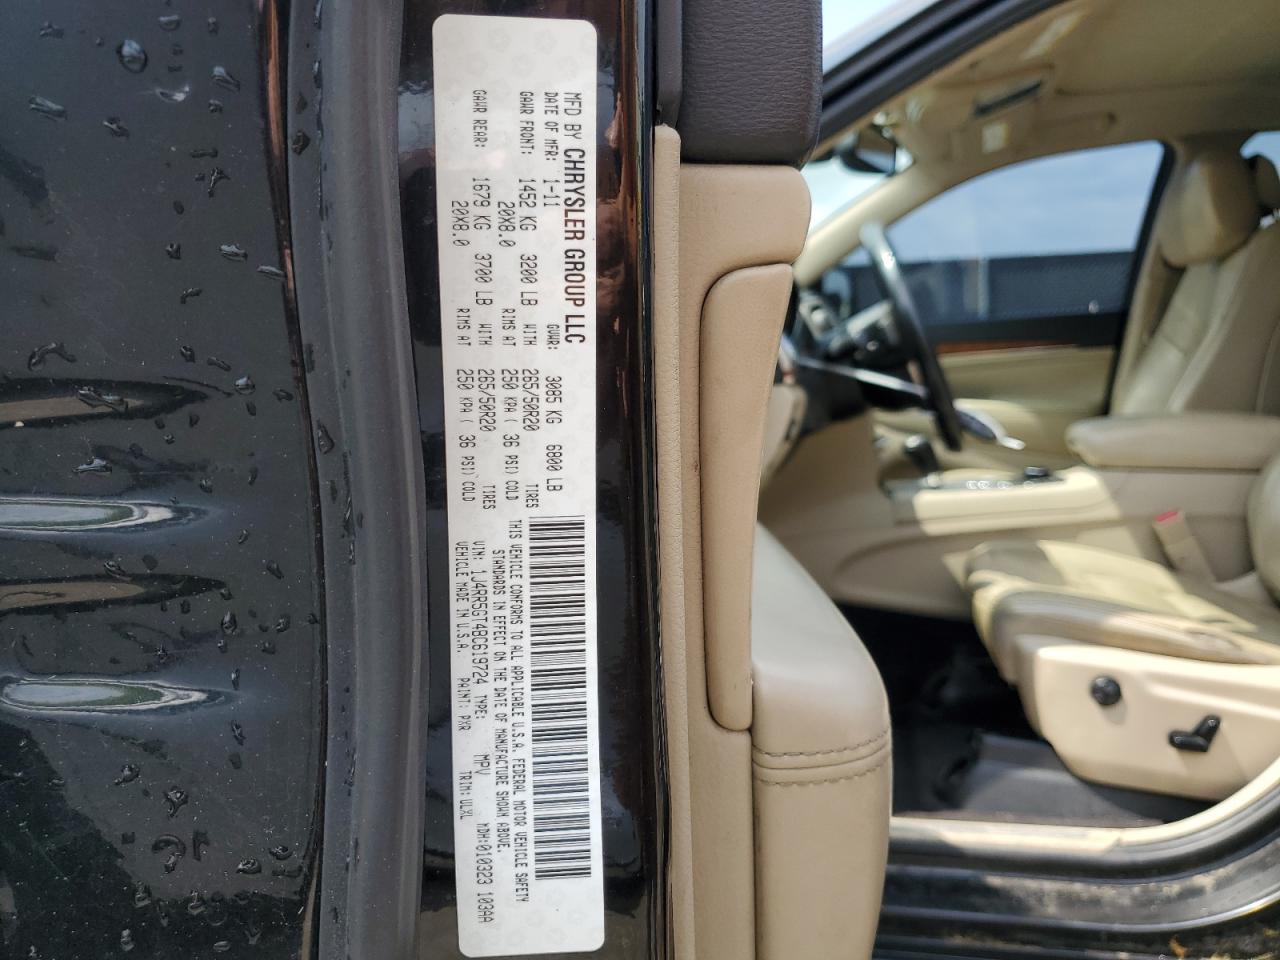 MFD BY CHRYSLER GROUP LLC
DATE OF MFR: 1-11 GVWR: 3085 KG 6800 LB
GAWR FRONT: 1452 KG 3200 LB WITH 265/50R20 TIRES
20X8.0 RIMS AT 250 KPA ( 36 PSI) COLD
GAWR REAR: 1679 KG 3700 LB WITH 265/50R20 TIRES
20X8.0 RIMS AT 250 KPA ( 36 PSI) COLD
THIS VEHICLE CONFORMS TO ALL APPLICABLE U.S.A. FEDERAL MOTOR VEHICLE SAFETY
STANDARDS IN EFFECT ON THE DATE OF MANUFACTURE SHOWN ABOVE.
VIN: 1J4RR5GT4BC619724 TYPE: MPV MDH:010323 103AA
VEHICLE MADE IN U.S.A. PAINT: PXR TRIM: ULXL